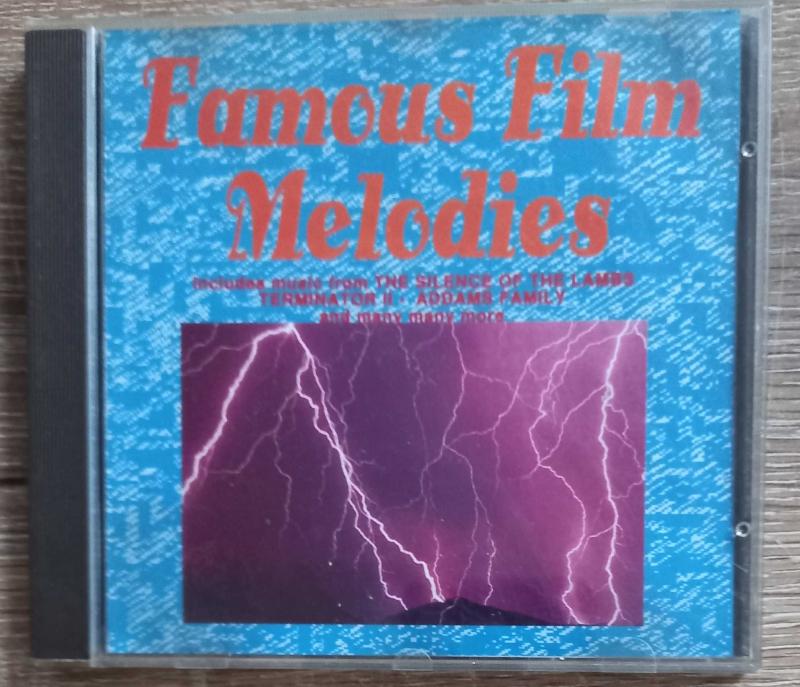 Famous Film
Melodies
includes music from THE SILENCE OF THE LAMBS
TERMINATOR II · ADDAMS FAMILY
and many many more